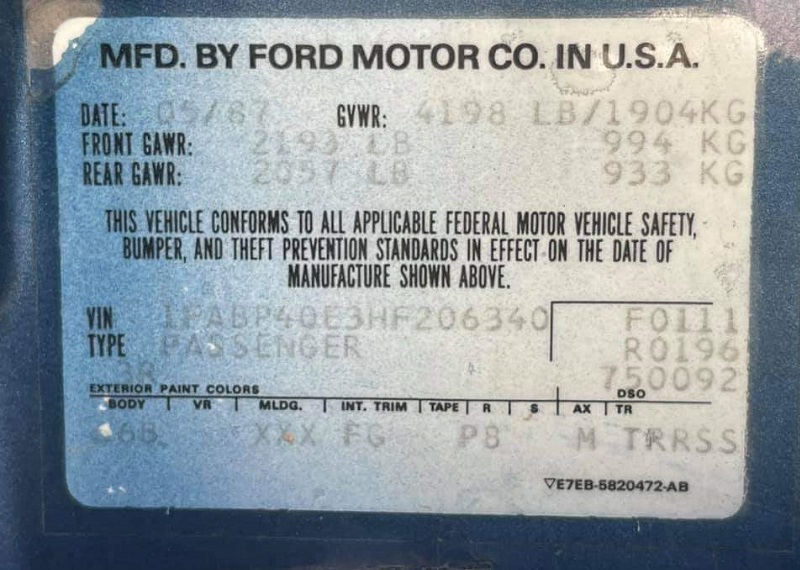 MFD. BY FORD MOTOR CO. IN U.S.A.
DATE: 05/87 GVWR: 4198 LB/1904KG
FRONT GAWR: 2193 LB 994 KG
REAR GAWR: 2057 LB 933 KG
THIS VEHICLE CONFORMS TO ALL APPLICABLE FEDERAL MOTOR VEHICLE SAFETY,
BUMPER, AND THEFT PREVENTION STANDARDS IN EFFECT ON THE DATE OF
MANUFACTURE SHOWN ABOVE.
VIN 1FABP40E3HF206340 F0111
TYPE PASSENGER R0196
750092
EXTERIOR PAINT COLORS DSO
BODY VR MLDG. INT. TRIM TAPE R S AX TR
66B XXX FG P8 M TRRSS
▽E7EB-5820472-AB